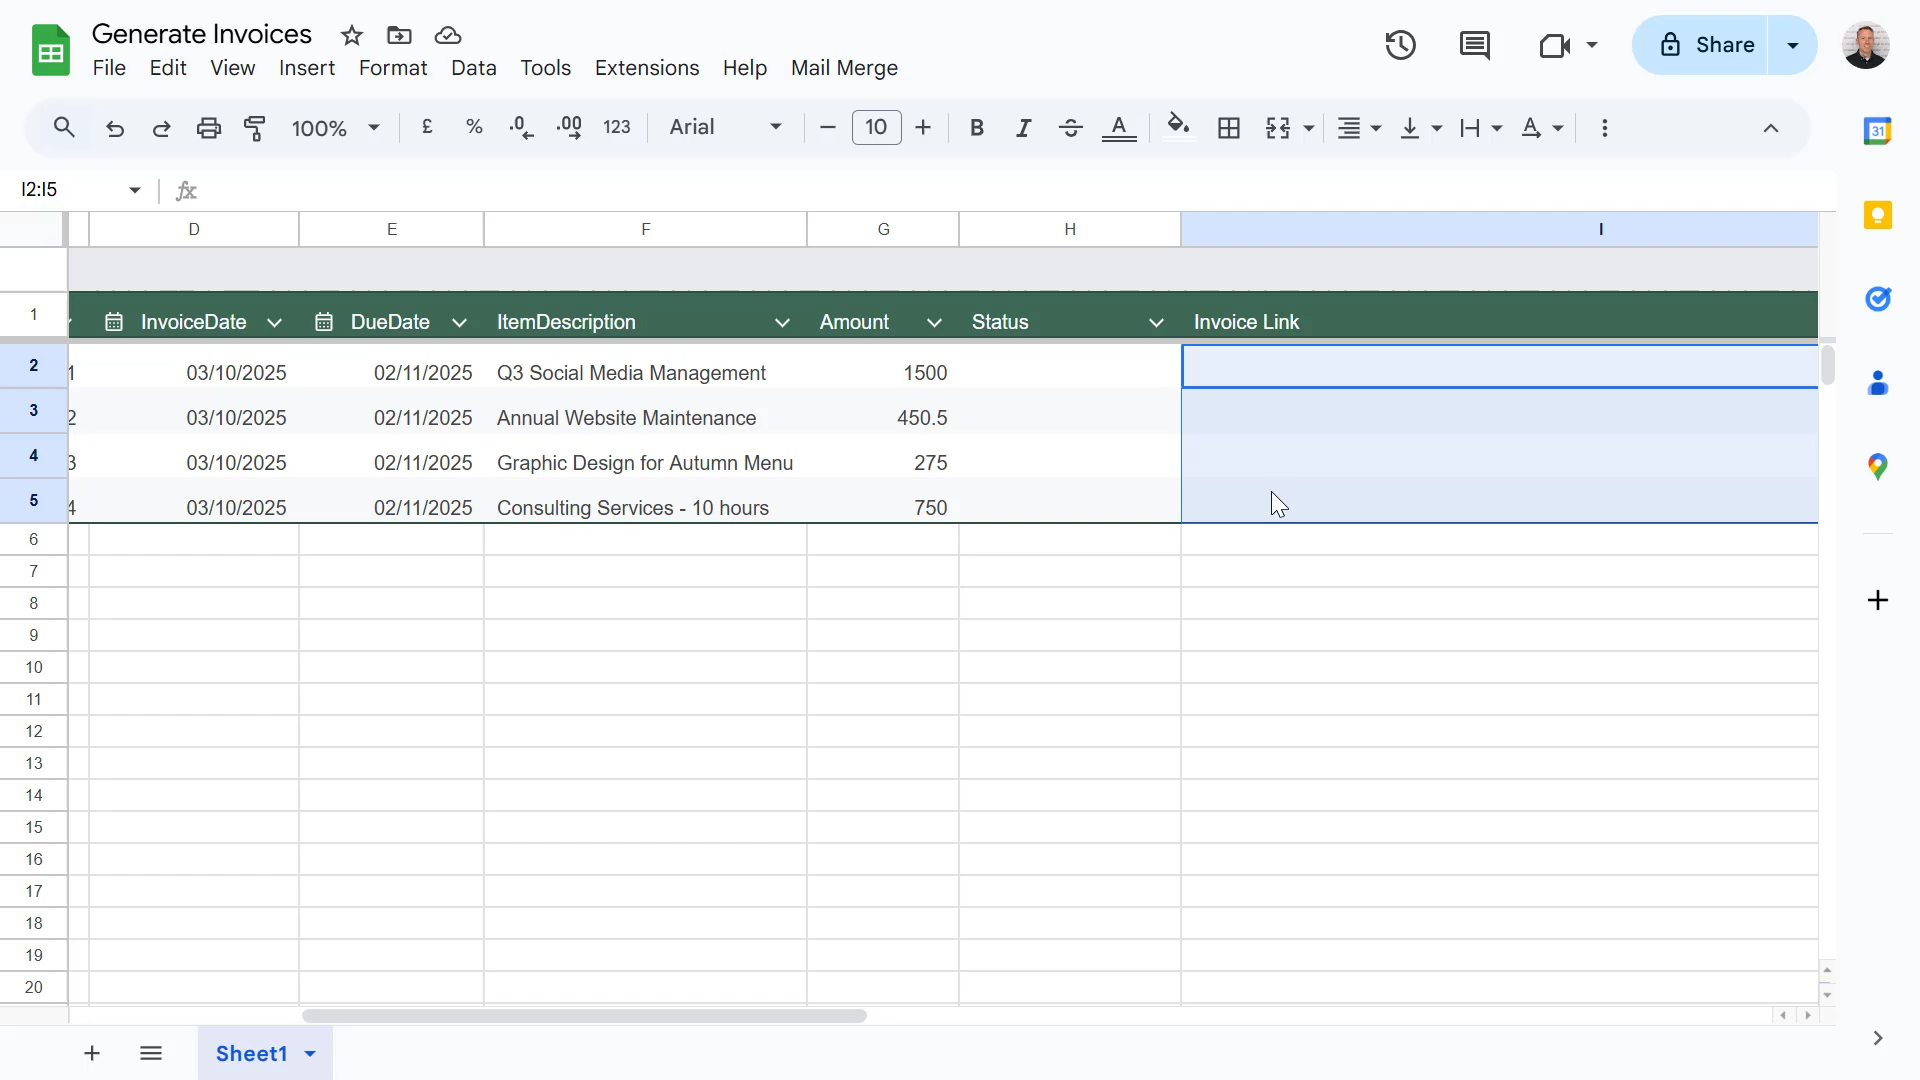 Generate Invoices
File Edit View Insert Format Data Tools Extensions Help Mail Merge
Share
100% £ % .0 .00 123 Arial 10 B I A A
31
I2:I5 fx
D E F G H I
1 InvoiceDate DueDate ItemDescription Amount Status Invoice Link
2 1 03/10/2025 02/11/2025 Q3 Social Media Management 1500
3 2 03/10/2025 02/11/2025 Annual Website Maintenance 450.5
4 3 03/10/2025 02/11/2025 Graphic Design for Autumn Menu 275
5 4 03/10/2025 02/11/2025 Consulting Services - 10 hours 750
6
7
8
9
10
11
12
13
14
15
16
17
18
19
20
Sheet1